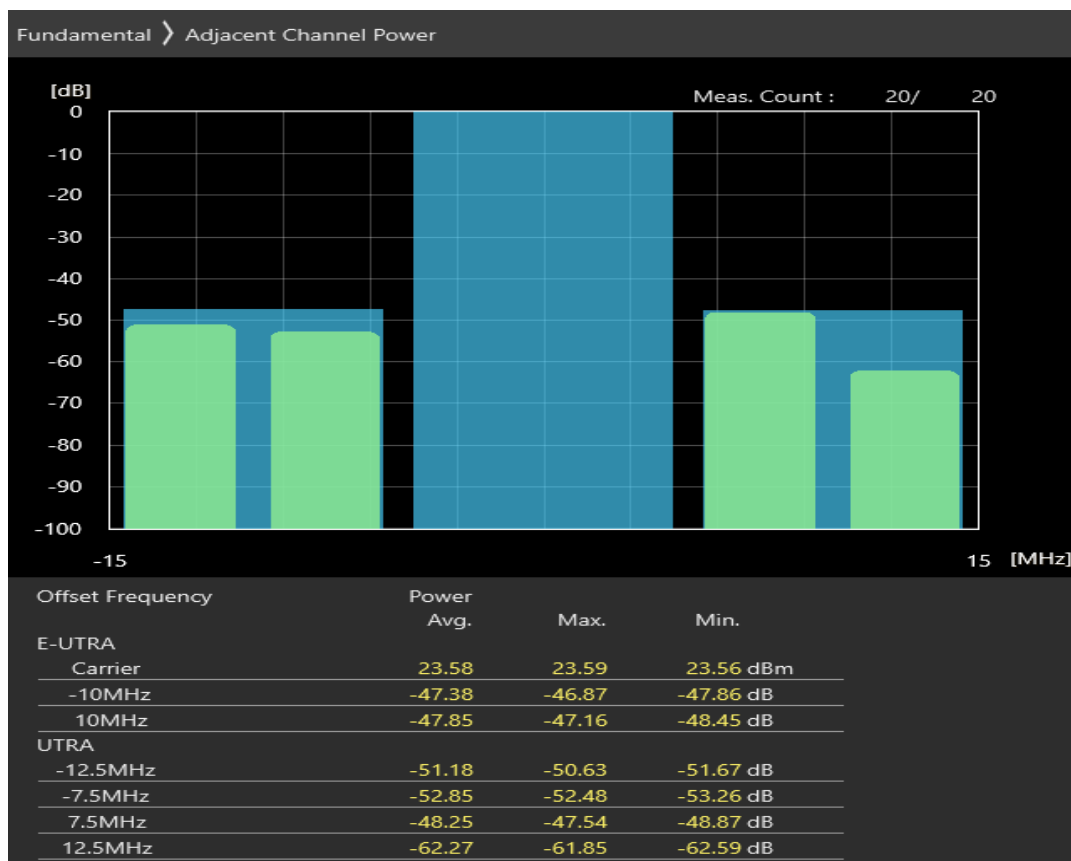 Fundamental 〉 Adjacent Channel Power
[dB]
Meas. Count : 20/ 20
0
-10
-20
-30
-40
-50
-60
-70
-80
-90
-100
-15 15 [MHz]
Offset Frequency Power
Avg. Max. Min.
E-UTRA
Carrier 23.58 23.59 23.56 dBm
-10MHz -47.38 -46.87 -47.86 dB
10MHz -47.85 -47.16 -48.45 dB
UTRA
-12.5MHz -51.18 -50.63 -51.67 dB
-7.5MHz -52.85 -52.48 -53.26 dB
7.5MHz -48.25 -47.54 -48.87 dB
12.5MHz -62.27 -61.85 -62.59 dB